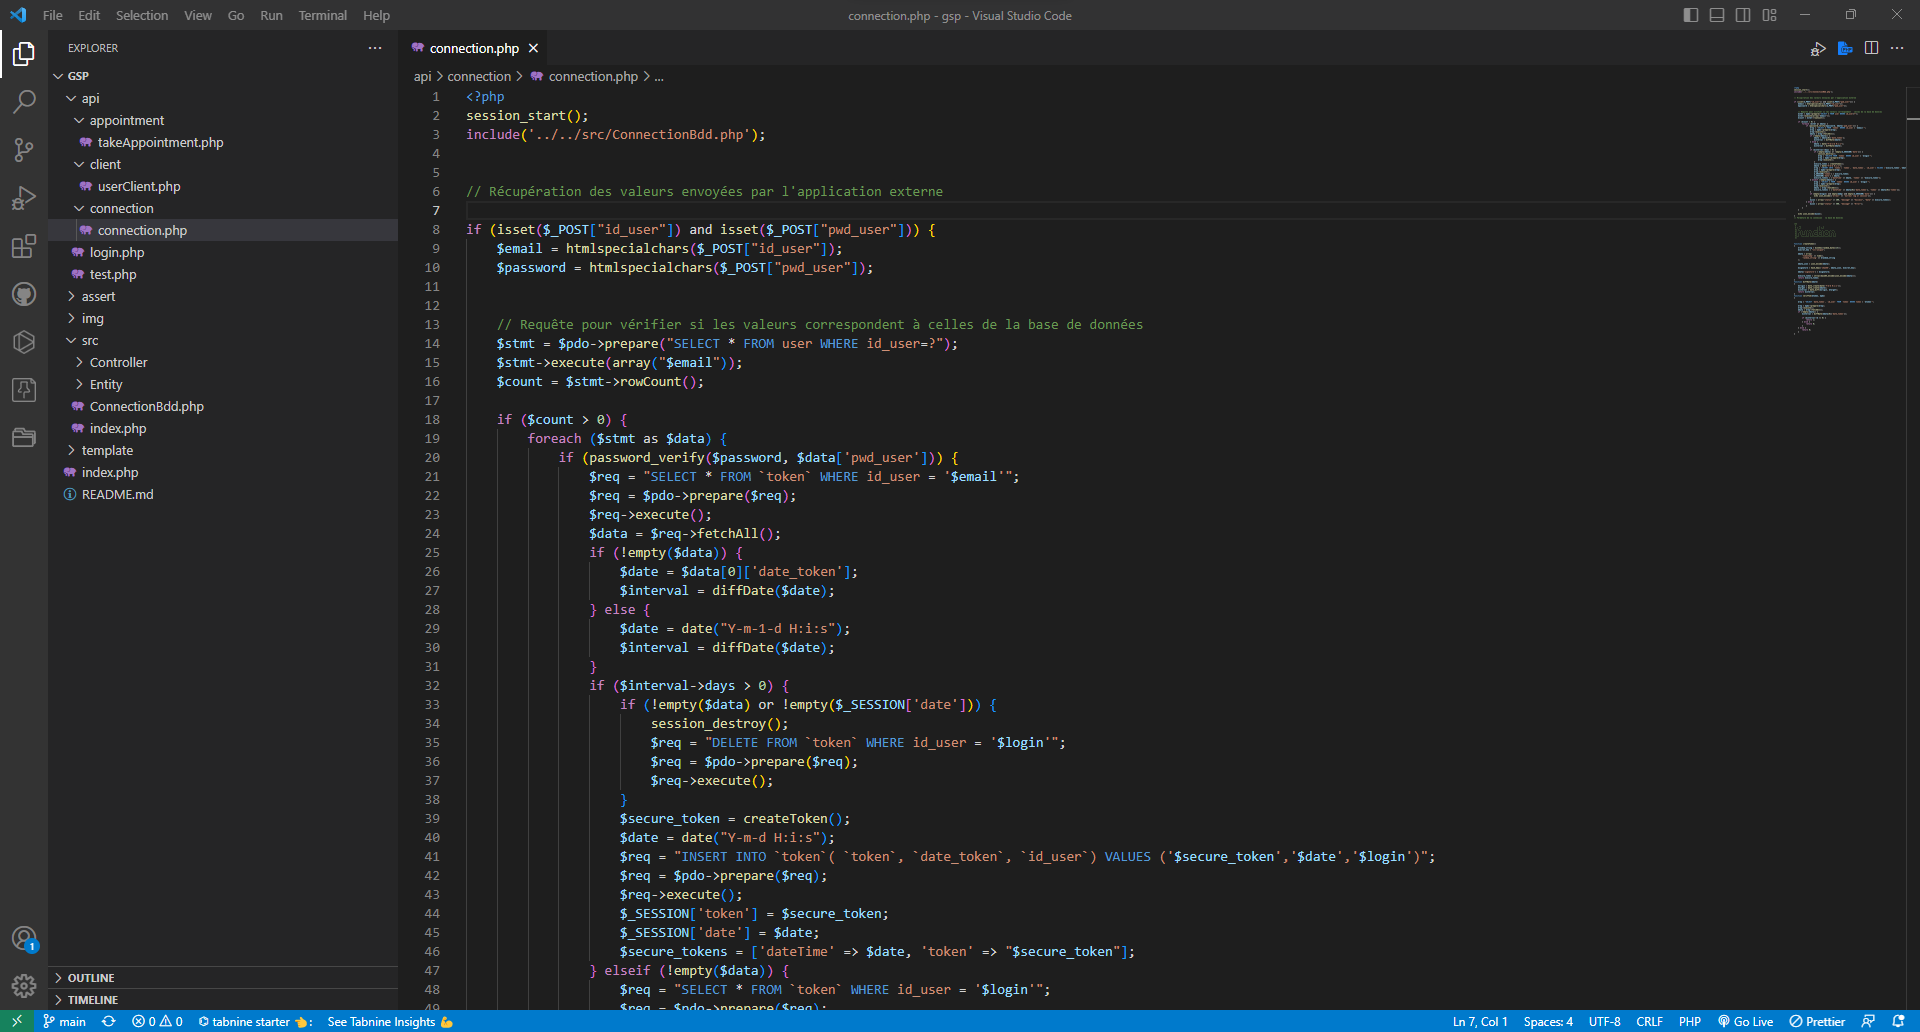 File Edit Selection View Go Run Terminal Help
connection.php - gsp - Visual Studio Code
EXPLORER
GSP
api
appointment
takeAppointment.php
client
userClient.php
connection
connection.php
login.php
test.php
assert
img
src
Controller
Entity
ConnectionBdd.php
index.php
template
index.php
README.md
OUTLINE
TIMELINE
connection.php
api > connection > connection.php > ...
1 <?php
2 session_start();
3 include('../../src/ConnectionBdd.php');
4
5
6 // Récupération des valeurs envoyées par l'application externe
7
8 if (isset($_POST["id_user"]) and isset($_POST["pwd_user"])) {
9 $email = htmlspecialchars($_POST["id_user"]);
10 $password = htmlspecialchars($_POST["pwd_user"]);
11
12
13 // Requête pour vérifier si les valeurs correspondent à celles de la base de données
14 $stmt = $pdo->prepare("SELECT * FROM user WHERE id_user=?");
15 $stmt->execute(array("$email"));
16 $count = $stmt->rowCount();
17
18 if ($count > 0) {
19 foreach ($stmt as $data) {
20 if (password_verify($password, $data['pwd_user'])) {
21 $req = "SELECT * FROM `token` WHERE id_user = '$email'";
22 $req = $pdo->prepare($req);
23 $req->execute();
24 $data = $req->fetchAll();
25 if (!empty($data)) {
26 $date = $data[0]['date_token'];
27 $interval = diffDate($date);
28 } else {
29 $date = date("Y-m-1-d H:i:s");
30 $interval = diffDate($date);
31 }
32 if ($interval->days > 0) {
33 if (!empty($data) or !empty($_SESSION['date'])) {
34 session_destroy();
35 $req = "DELETE FROM `token` WHERE id_user = '$login'";
36 $req = $pdo->prepare($req);
37 $req->execute();
38 }
39 $secure_token = createToken();
40 $date = date("Y-m-d H:i:s");
41 $req = "INSERT INTO `token`( `token`, `date_token`, `id_user`) VALUES ('$secure_token','$date','$login')";
42 $req = $pdo->prepare($req);
43 $req->execute();
44 $_SESSION['token'] = $secure_token;
45 $_SESSION['date'] = $date;
46 $secure_tokens = ['dateTime' => $date, 'token' => "$secure_token"];
47 } elseif (!empty($data)) {
48 $req = "SELECT * FROM `token` WHERE id_user = '$login'";
49 $req = $pdo->prepare($req);
1
main 0 0 tabnine starter 👈: See Tabnine Insights 💪 Ln 7, Col 1 Spaces: 4 UTF-8 CRLF PHP Go Live Prettier